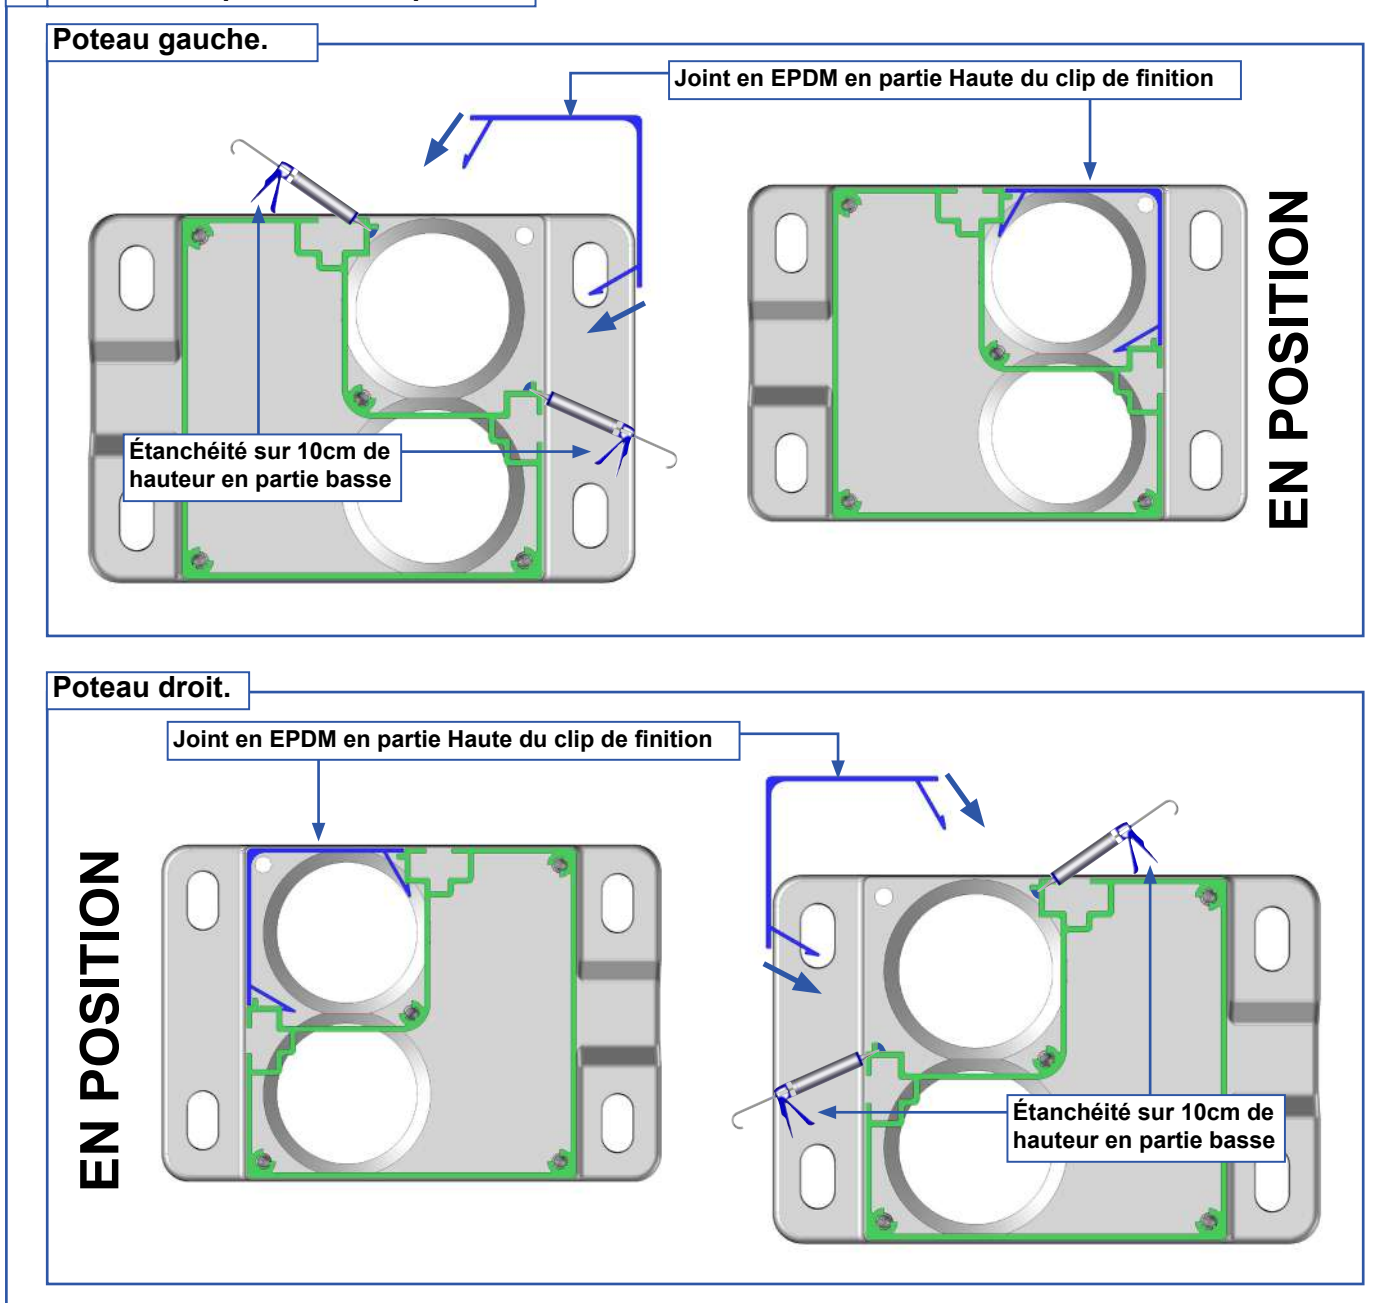 Poteau gauche.
Joint en EPDM en partie Haute du clip de finition
Étanchéité sur 10cm de
hauteur en partie basse
EN POSITION
Poteau droit.
Joint en EPDM en partie Haute du clip de finition
EN POSITION
Étanchéité sur 10cm de
hauteur en partie basse